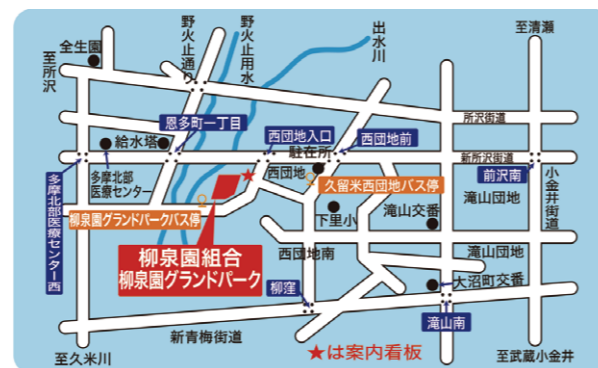 全生園
至所沢
野火止通り
野火止用水
出水川
至清瀬
所沢街道
恩多町一丁目
給水塔
多摩北部
医療センター
西団地入口
駐在所
西団地前
新所沢街道
前沢南
西団地
久留米西団地バス停
小金井街道
滝山団地
多摩北部医療センター西
柳泉園グランドパークバス停
下里小
滝山交番
柳泉園組合
柳泉園グランドパーク
西団地南
滝山団地
柳窪
大沼町交番
滝山南
新青梅街道
★は案内看板
至久米川
至武蔵小金井